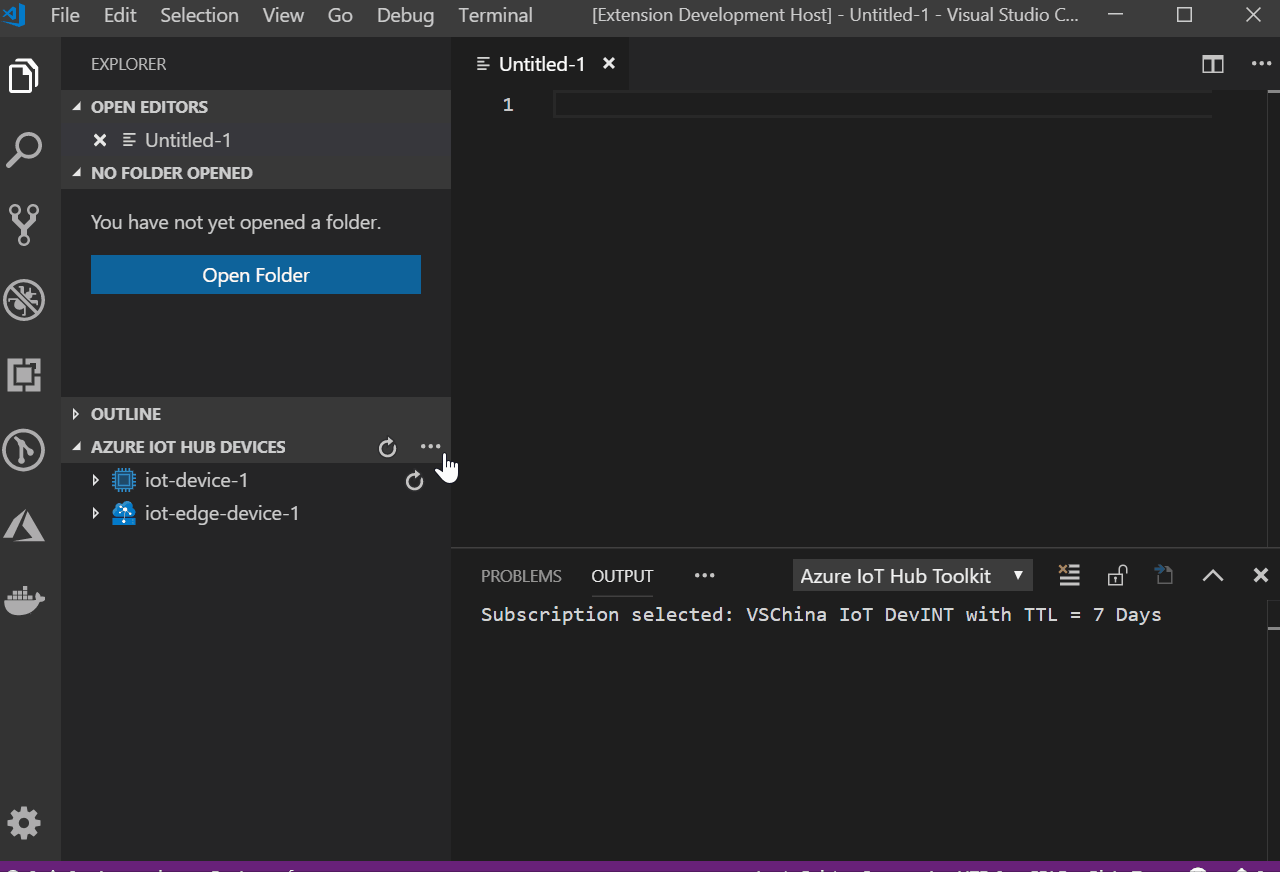 File Edit Selection View Go Debug Terminal [Extension Development Host] - Untitled-1 - Visual Studio C...
EXPLORER
Untitled-1
OPEN EDITORS
1
Untitled-1
NO FOLDER OPENED
You have not yet opened a folder.
Open Folder
OUTLINE
AZURE IOT HUB DEVICES
iot-device-1
iot-edge-device-1
PROBLEMS OUTPUT ... Azure IoT Hub Toolkit
Subscription selected: VSChina IoT DevINT with TTL = 7 Days